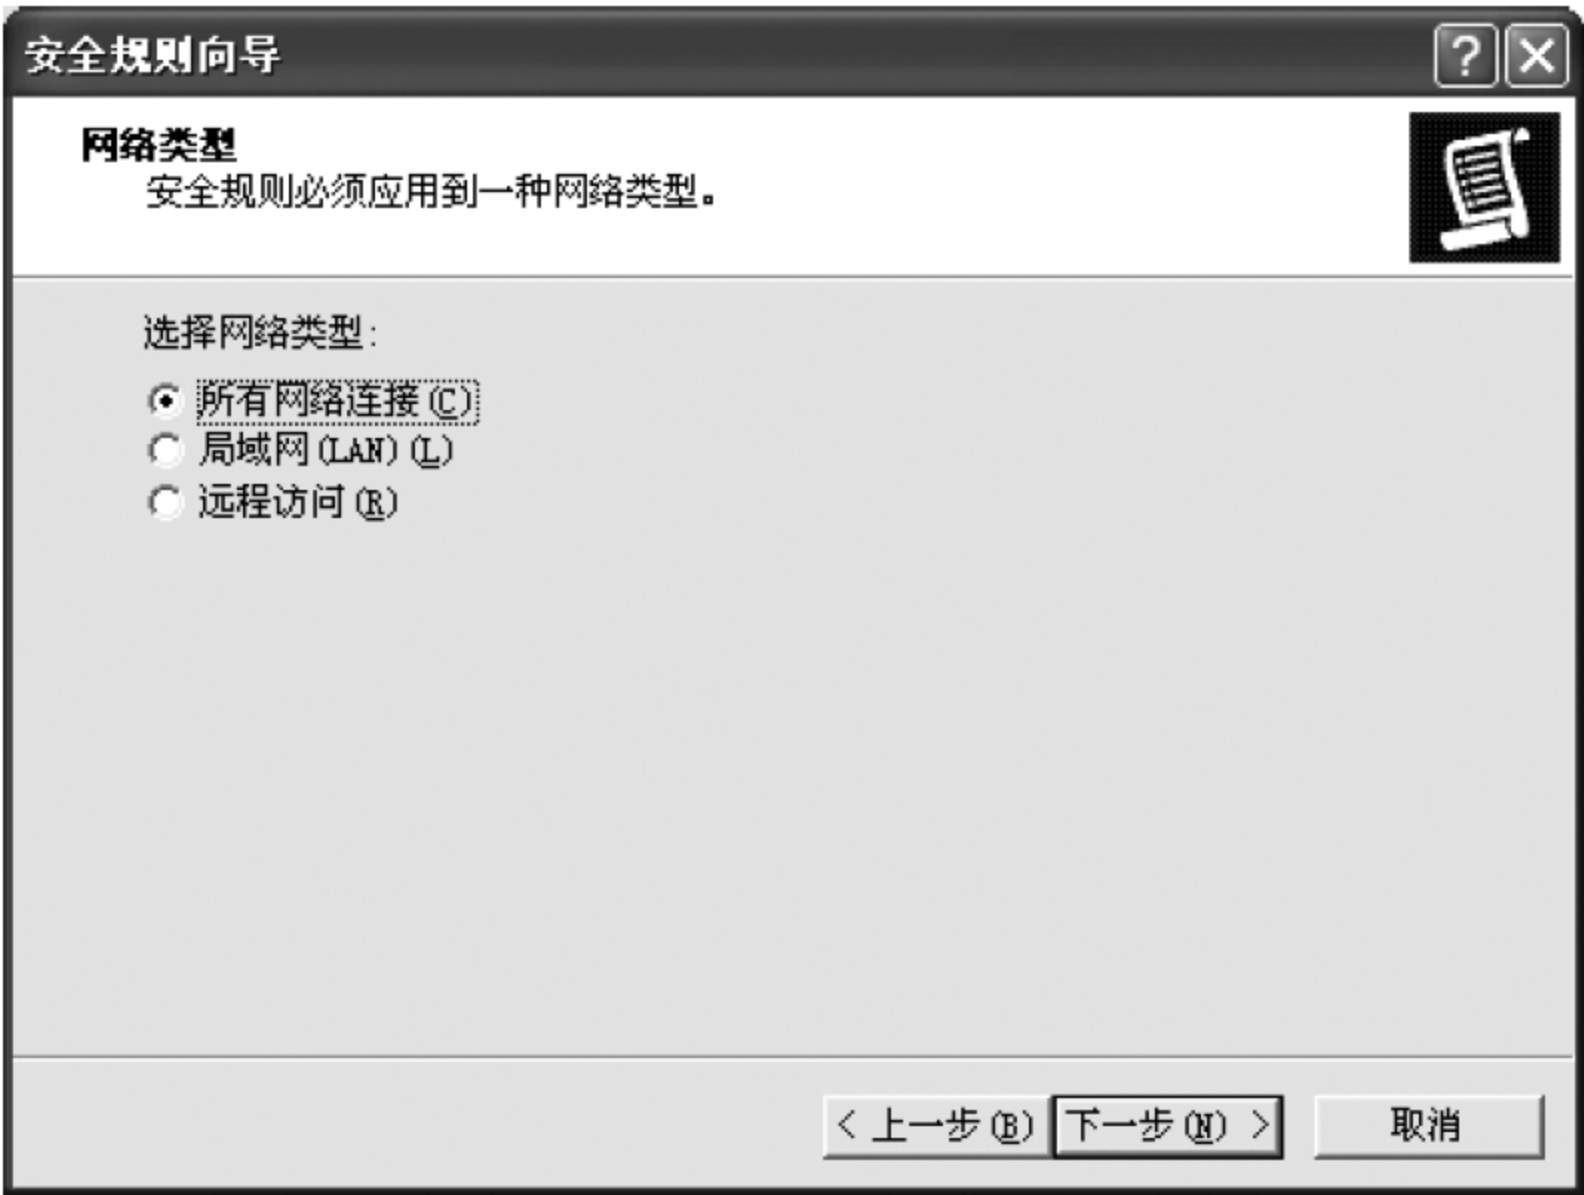 安全规则向导
网络类型
安全规则必须应用到一种网络类型。
选择网络类型:
所有网络连接(C)
局域网(LAN)(L)
远程访问(R)
< 上一步(B) 下一步(N) > 取消